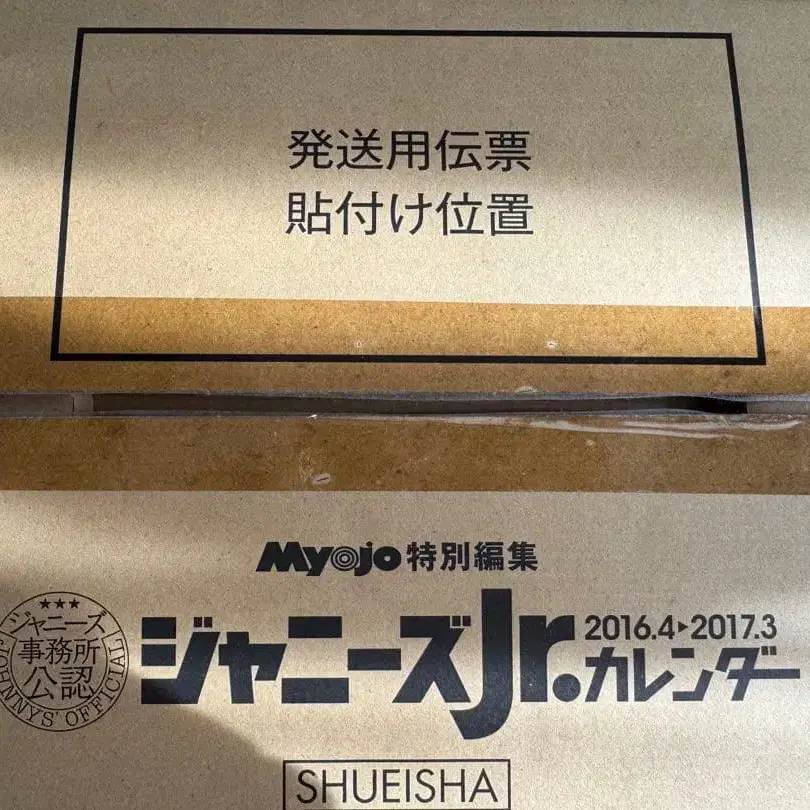 発送用伝票
貼付け位置
Myojo特別編集
★★★
ジャニーズ
事務所
公認
JOHNNYS' OFFICIAL
ジャニーズJr.
2016.4▶2017.3
カレンダー
SHUEISHA